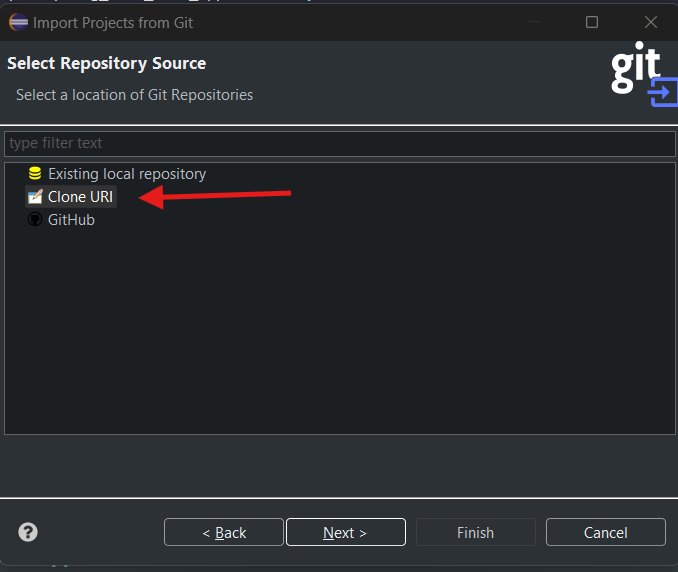 Import Projects from Git
Select Repository Source
Select a location of Git Repositories
git
type filter text
Existing local repository
Clone URI
GitHub
?
< Back
Next >
Finish
Cancel